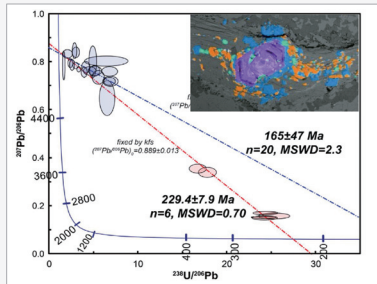 1.0
0.8
0.6
0.4
0.2
0.0
²⁰⁷Pb/²⁰⁶Pb
4400
3600
2800
2000
1200
400
300
200
fixed by kfs
(²⁰⁷Pb/²⁰⁶Pb)ᵢ=0.889±0.013
165±47 Ma
n=20, MSWD=2.3
229.4±7.9 Ma
n=6, MSWD=0.70
0
10
20
30
²³⁸U/²⁰⁶Pb